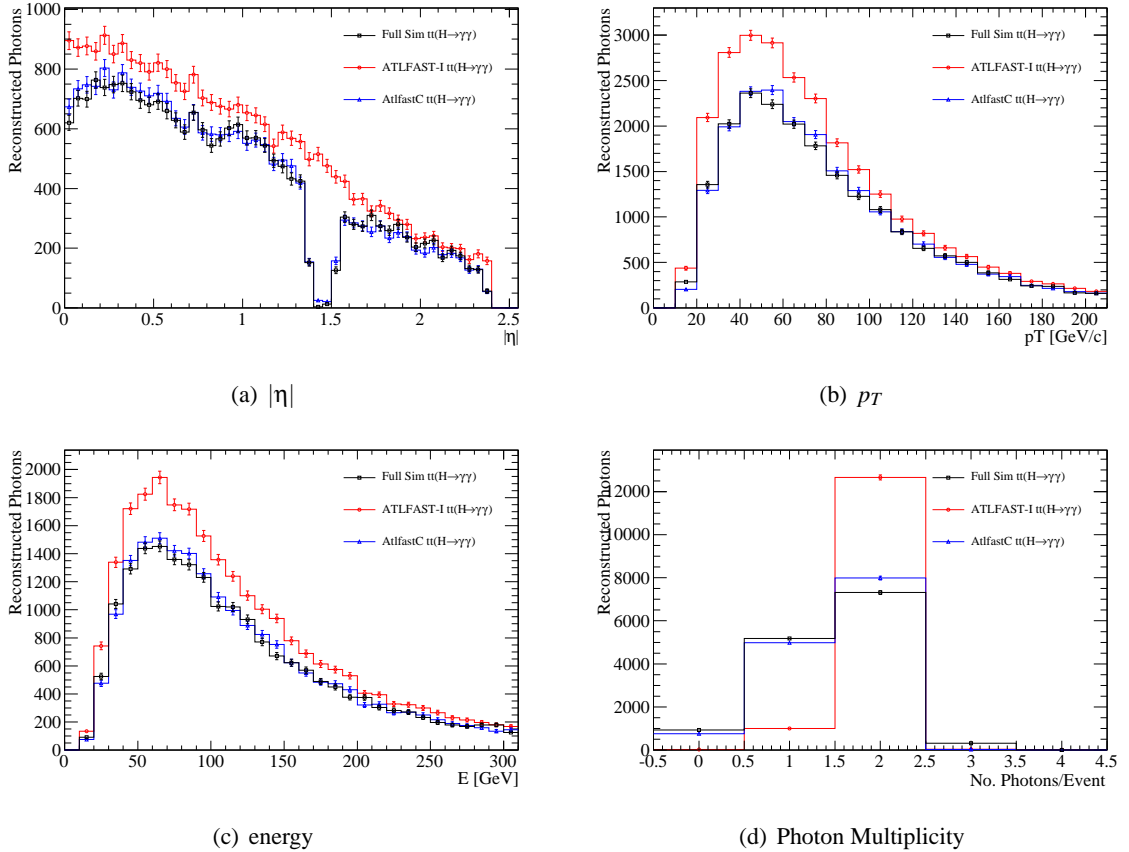 Reconstructed Photons
1000
800
600
400
200
0
0 0.5 1 1.5 2 2.5
|η|
Full Sim tt(H→γγ)
ATLFAST-I tt(H→γγ)
AtlfastC tt(H→γγ)
(a) |η|
Reconstructed Photons
3000
2500
2000
1500
1000
500
0
0 20 40 60 80 100 120 140 160 180 200
pT [GeV/c]
Full Sim tt(H→γγ)
ATLFAST-I tt(H→γγ)
AtlfastC tt(H→γγ)
(b) pT
Reconstructed Photons
2000
1800
1600
1400
1200
1000
800
600
400
200
0
0 50 100 150 200 250 300
E [GeV]
Full Sim tt(H→γγ)
ATLFAST-I tt(H→γγ)
AtlfastC tt(H→γγ)
(c) energy
Reconstructed Photons
12000
10000
8000
6000
4000
2000
0
-0.5 0 0.5 1 1.5 2 2.5 3 3.5 4 4.5
No. Photons/Event
Full Sim tt(H→γγ)
ATLFAST-I tt(H→γγ)
AtlfastC tt(H→γγ)
(d) Photon Multiplicity